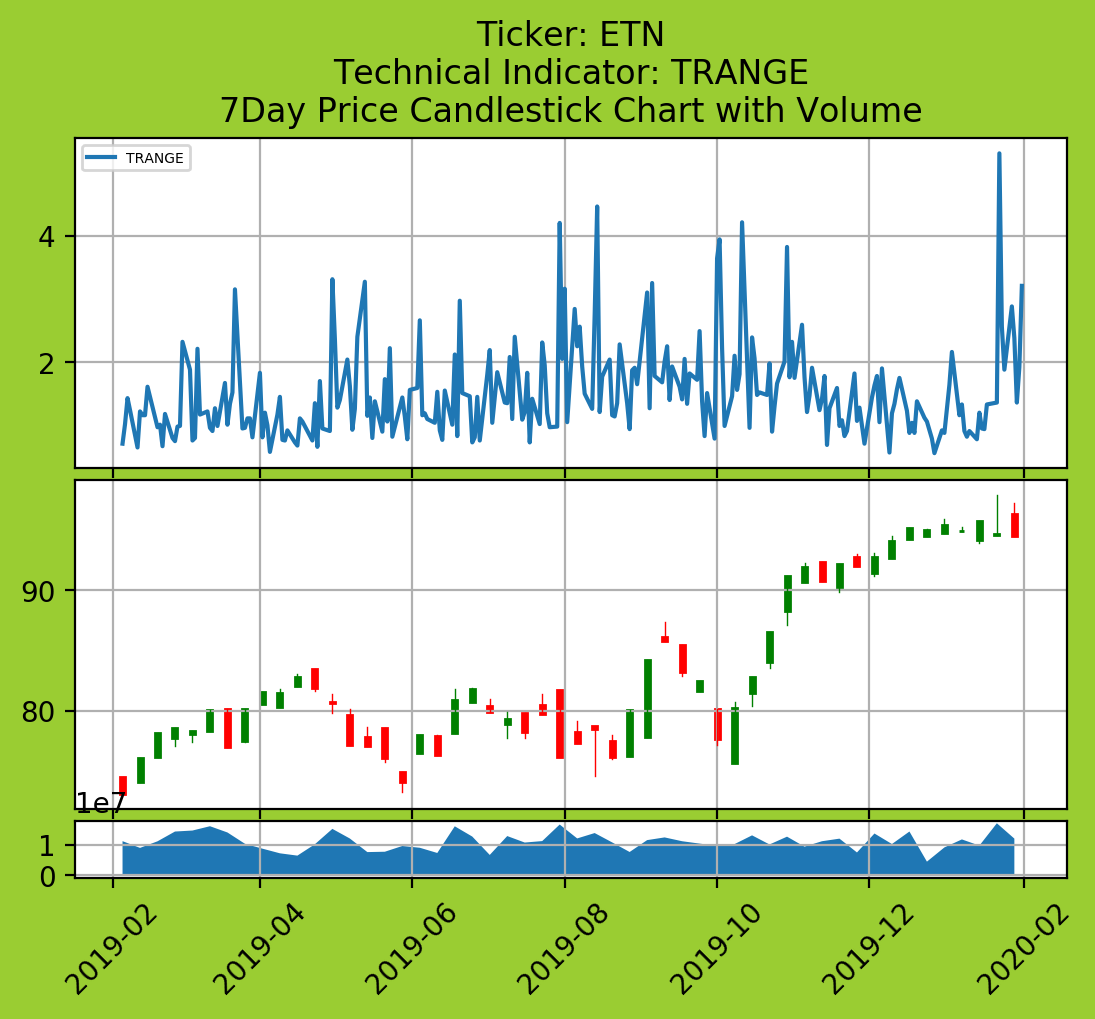 Ticker: ETN
Technical Indicator: TRANGE
7Day Price Candlestick Chart with Volume
TRANGE
4
2
90
80
1e7
1
0
2019-02
2019-04
2019-06
2019-08
2019-10
2019-12
2020-02